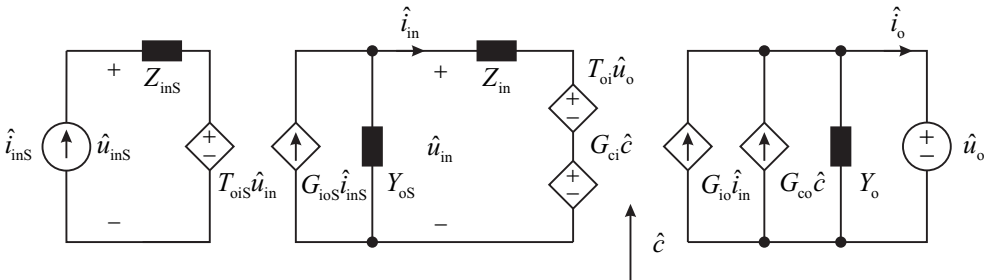 î_in
î_o
+ Z_inS + Z_in T_oi û_o
î_inS û_inS + − G_ioS î_inS Y_oS û_in + − G_ci ĉ + − G_io î_in G_co ĉ Y_o + − û_o
T_oiS û_in
− − ĉ